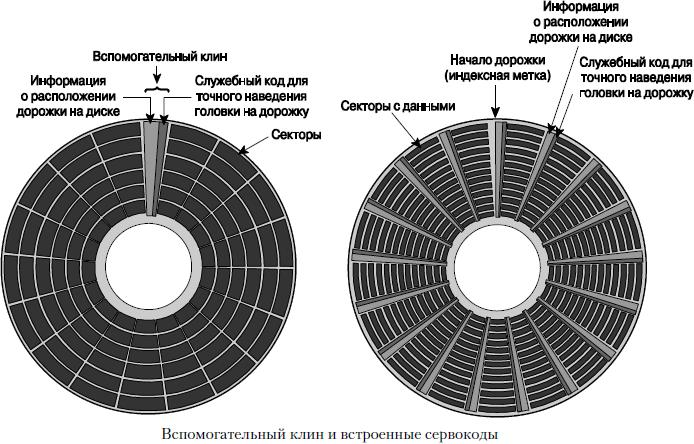 Вспомогательный клин
Информация
о расположении
дорожки на диске
Служебный код для
точного наведения
головки на дорожку
Секторы
Информация
о расположении
дорожки на диске
Начало дорожки
(индексная метка)
Служебный код для
точного наведения
головки на дорожку
Секторы с данными
Вспомогательный клин и встроенные сервокоды